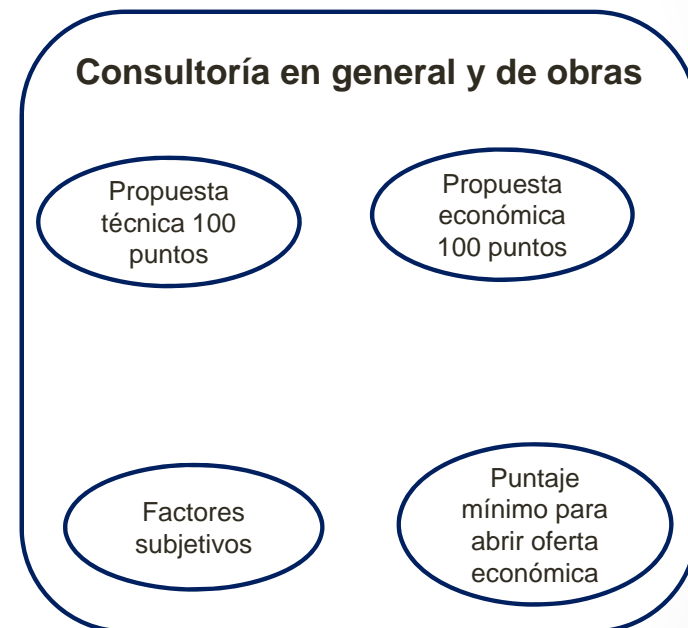 Consultoría en general y de obras
Propuesta
técnica 100
puntos
Propuesta
económica
100 puntos
Factores
subjetivos
Puntaje
mínimo para
abrir oferta
económica